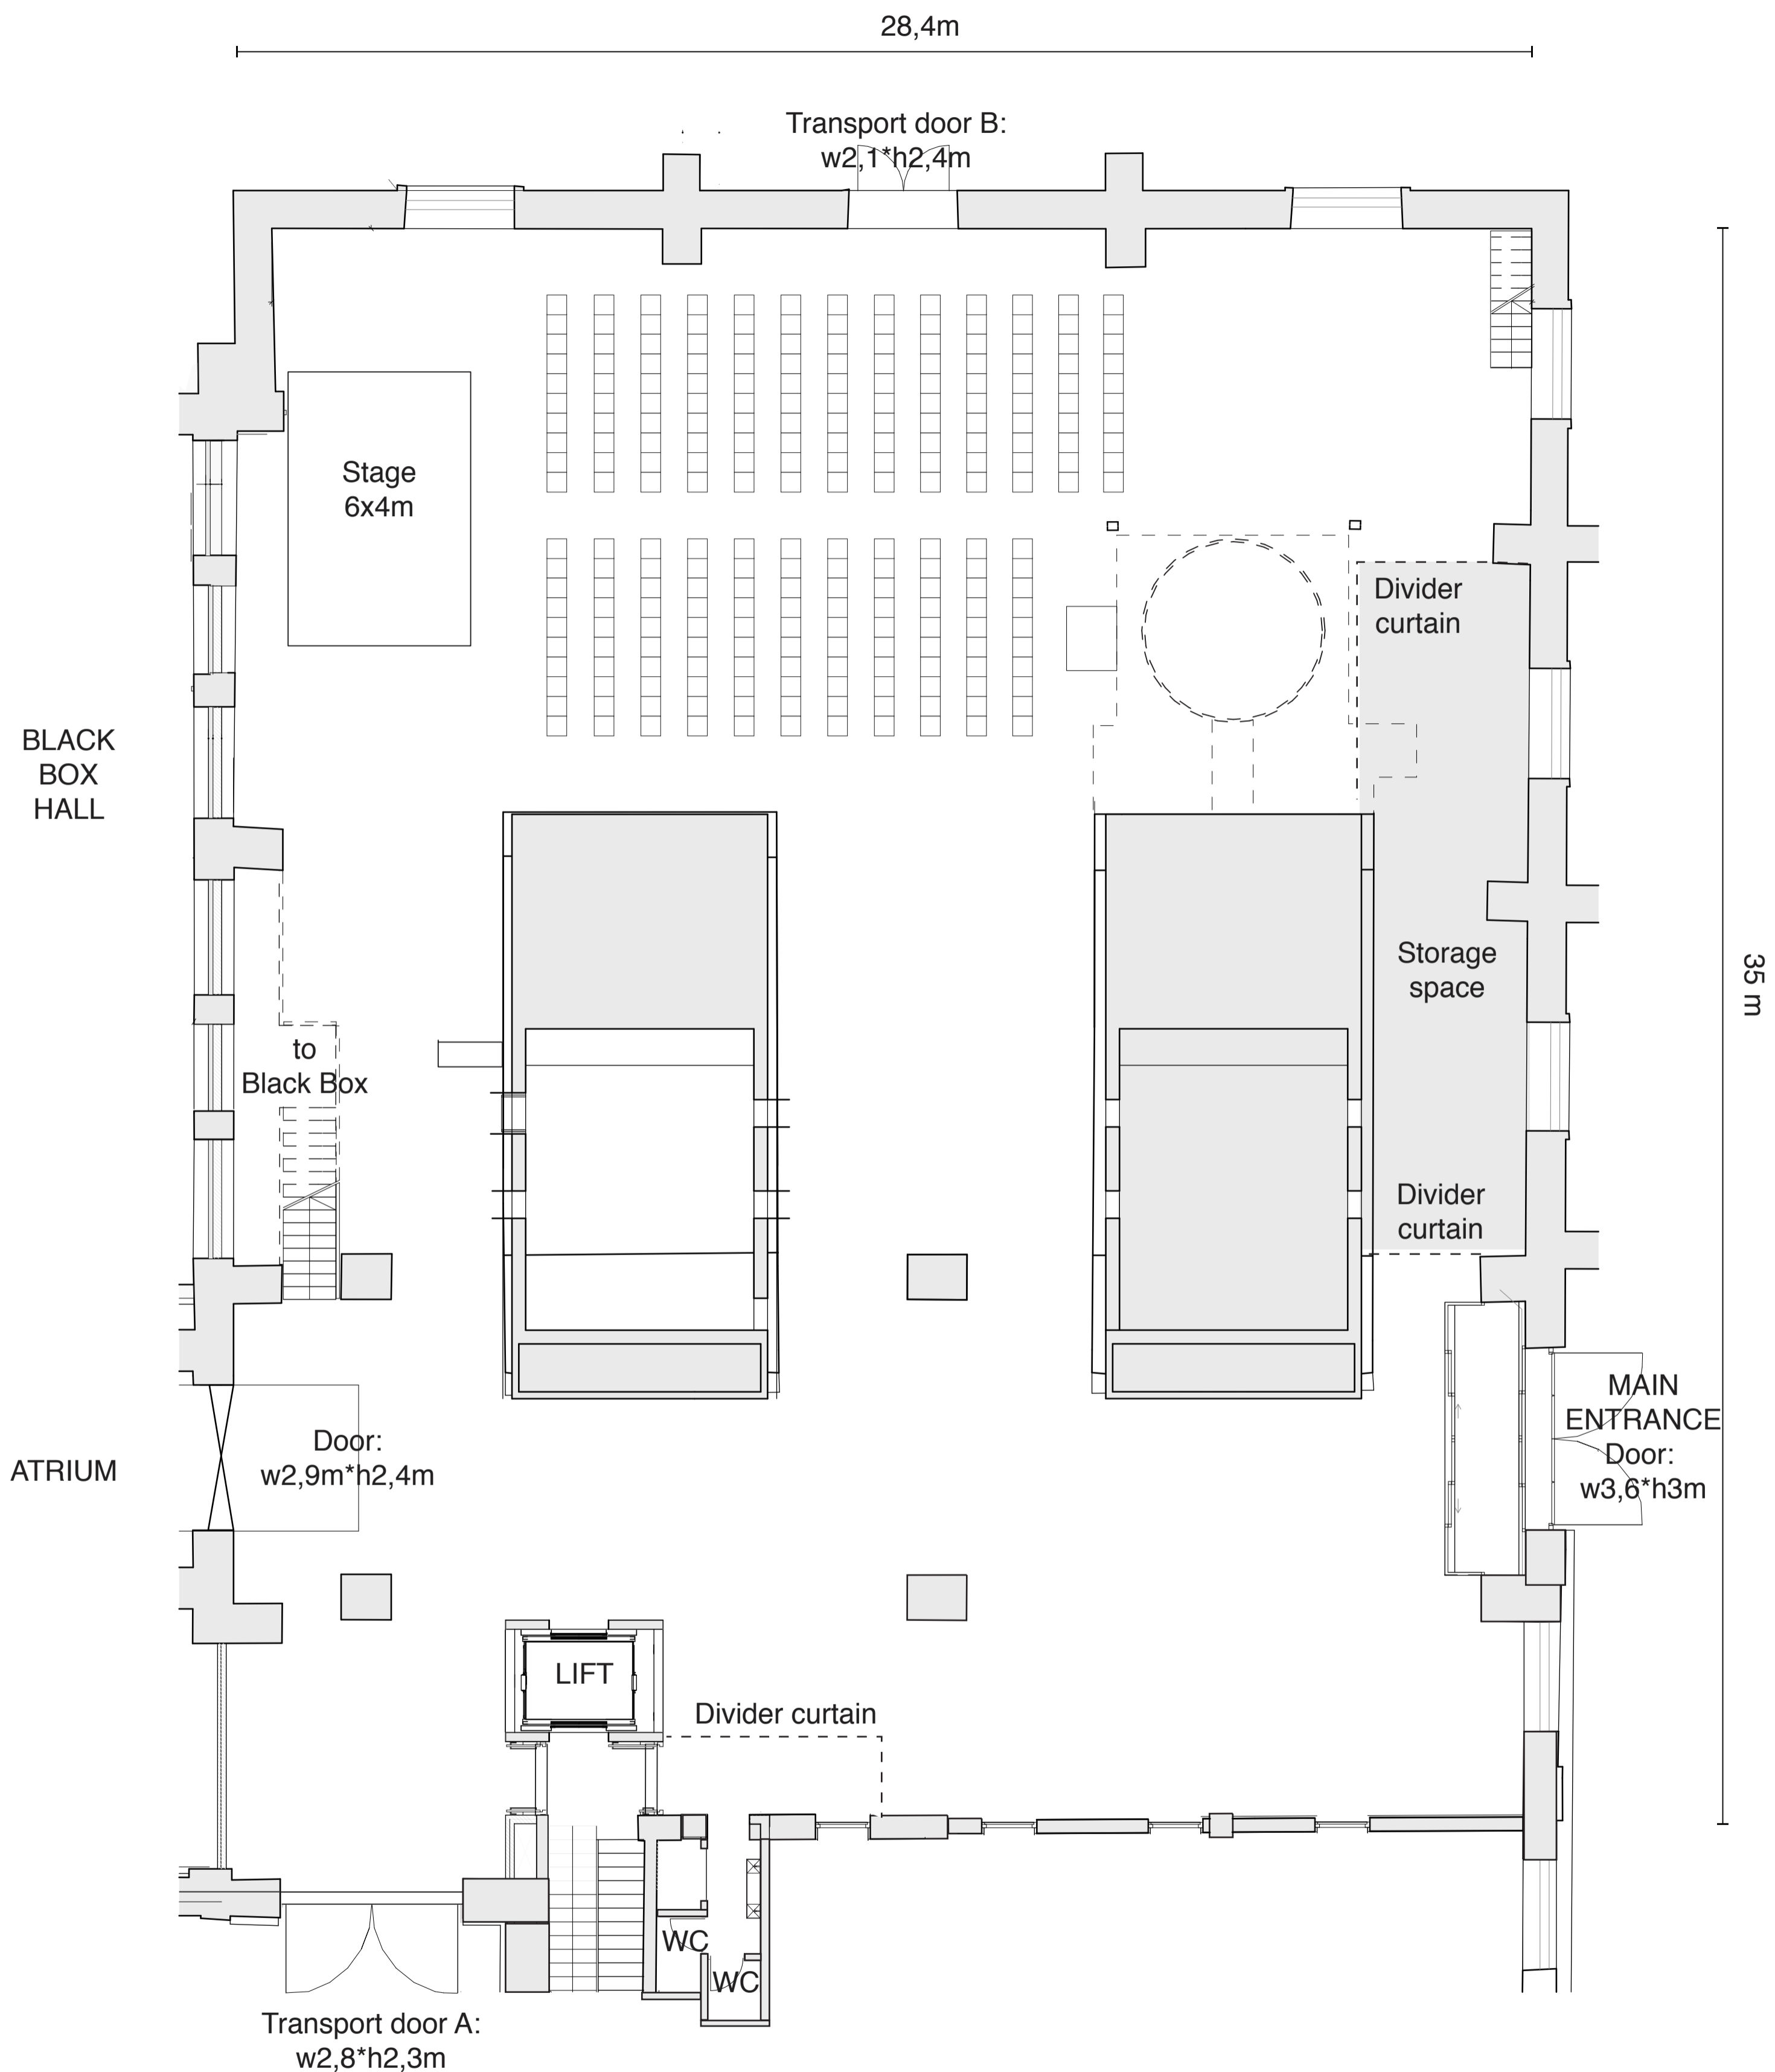 28,4m
Transport door B:
w2,1*h2,4m
Stage
6x4m
Divider
curtain
BLACK
BOX
HALL
35 m
Storage
space
to
Black Box
Divider
curtain
MAIN
ENTRANCE
Door:
w3,6*h3m
ATRIUM
Door:
w2,9m*h2,4m
LIFT
Divider curtain
WC
WC
Transport door A:
w2,8*h2,3m